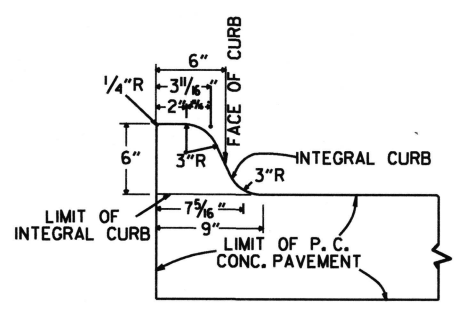 6"
3 11/16"
2"
1/4"R
FACE OF CURB
6"
3"R
3"R
INTEGRAL CURB
LIMIT OF
INTEGRAL CURB
7 5/16"
9"
LIMIT OF P. C.
CONC. PAVEMENT